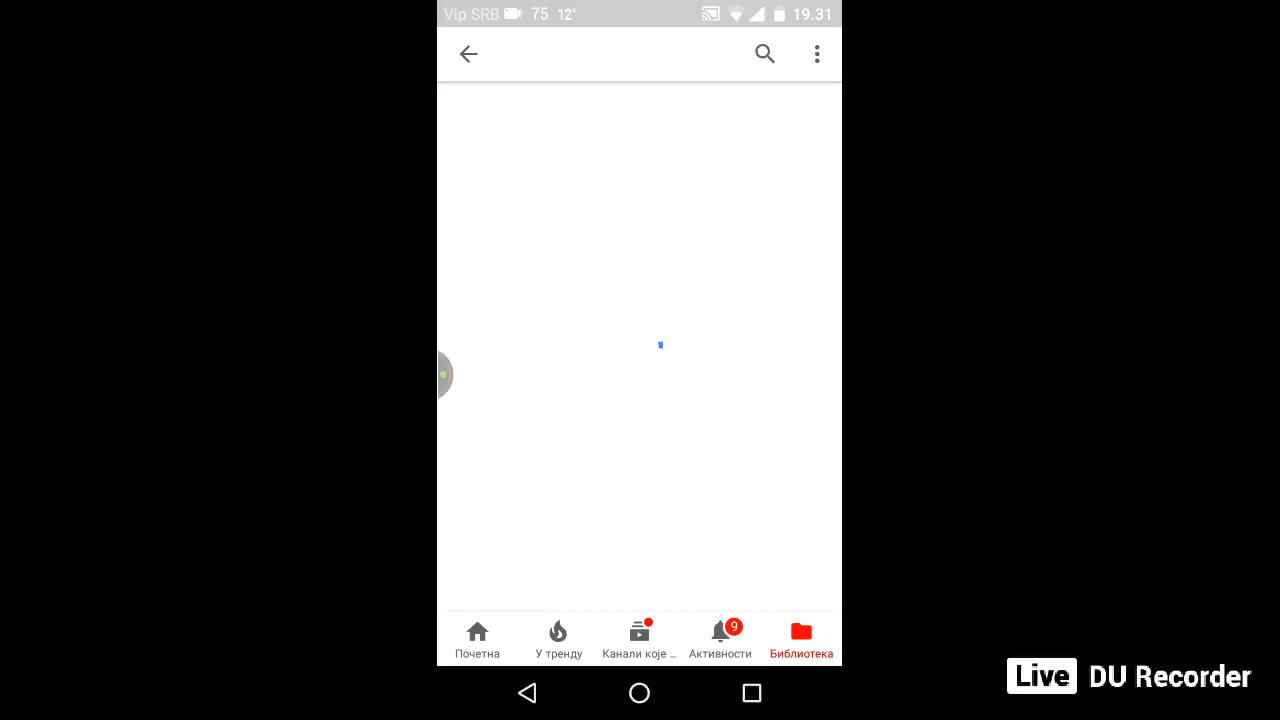 Vip SRB 75 12° 19.31
Почетна У тренду Канали које … Активности 9 Библиотека
Live DU Recorder